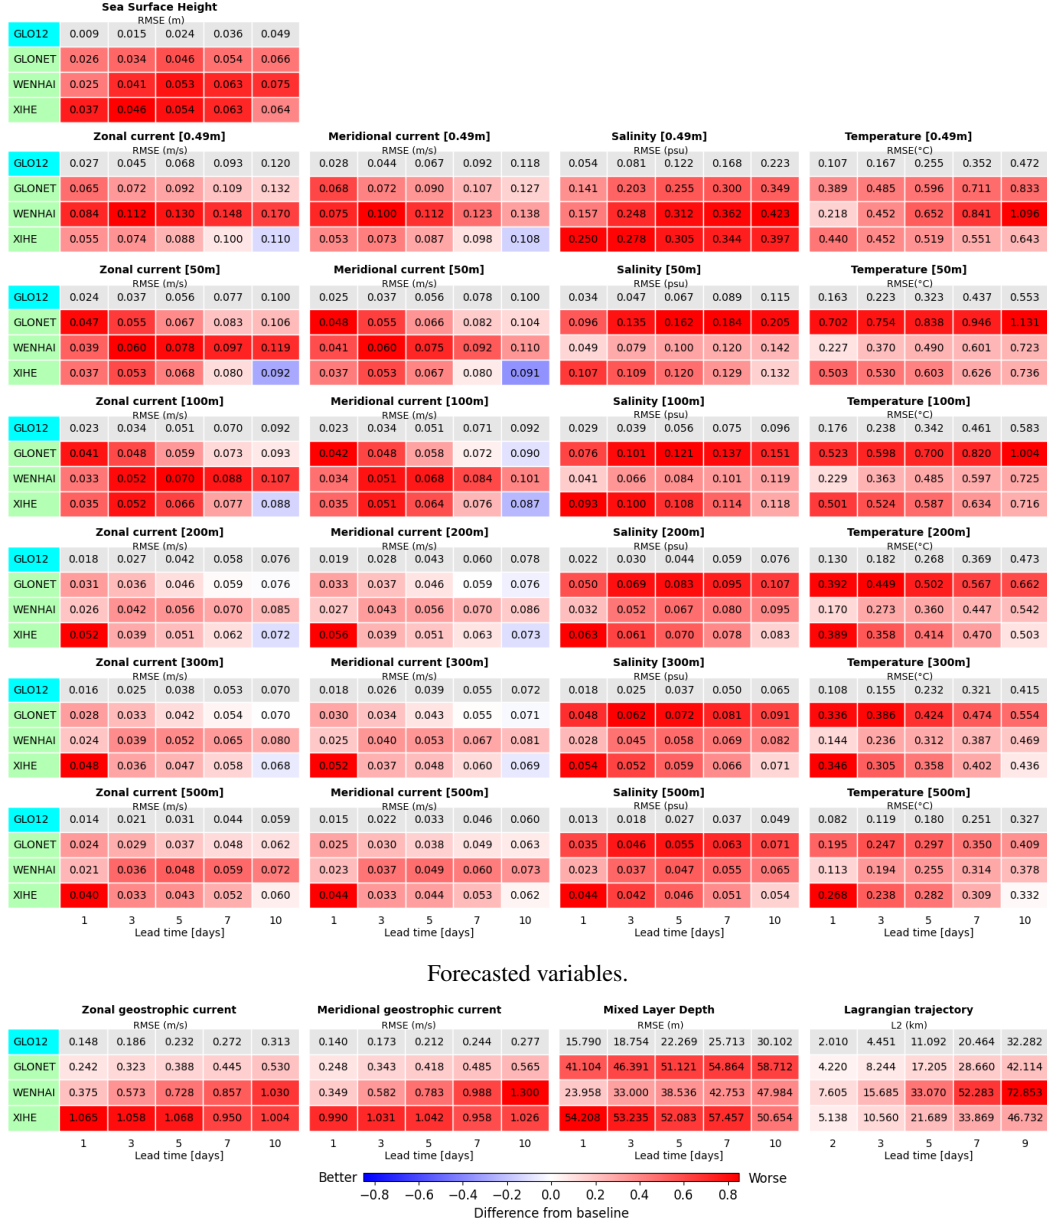 Sea Surface Height
RMSE (m)
GLO12 0.009 0.015 0.024 0.036 0.049
GLONET 0.026 0.034 0.046 0.054 0.066
WENHAI 0.025 0.041 0.053 0.063 0.075
XIHE 0.037 0.046 0.054 0.063 0.064
Zonal current [0.49m] Meridional current [0.49m] Salinity [0.49m] Temperature [0.49m]
RMSE (m/s) RMSE (m/s) RMSE (psu) RMSE(°C)
GLO12 0.027 0.045 0.068 0.093 0.120 0.028 0.044 0.067 0.092 0.118 0.054 0.081 0.122 0.168 0.223 0.107 0.167 0.255 0.352 0.472
GLONET 0.065 0.072 0.092 0.109 0.132 0.068 0.072 0.090 0.107 0.127 0.141 0.203 0.255 0.300 0.349 0.389 0.485 0.596 0.711 0.833
WENHAI 0.084 0.112 0.130 0.148 0.170 0.075 0.100 0.112 0.123 0.138 0.157 0.248 0.312 0.362 0.423 0.218 0.452 0.652 0.841 1.096
XIHE 0.055 0.074 0.088 0.100 0.110 0.053 0.073 0.087 0.098 0.108 0.250 0.278 0.305 0.344 0.397 0.440 0.452 0.519 0.551 0.643
Zonal current [50m] Meridional current [50m] Salinity [50m] Temperature [50m]
RMSE (m/s) RMSE (m/s) RMSE (psu) RMSE(°C)
GLO12 0.024 0.037 0.056 0.077 0.100 0.025 0.037 0.056 0.078 0.100 0.034 0.047 0.067 0.089 0.115 0.163 0.223 0.323 0.437 0.553
GLONET 0.047 0.055 0.067 0.083 0.106 0.048 0.055 0.066 0.082 0.104 0.096 0.135 0.162 0.184 0.205 0.702 0.754 0.838 0.946 1.131
WENHAI 0.039 0.060 0.078 0.097 0.119 0.041 0.060 0.075 0.092 0.110 0.049 0.079 0.100 0.120 0.142 0.227 0.370 0.490 0.601 0.723
XIHE 0.037 0.053 0.068 0.080 0.092 0.037 0.053 0.067 0.080 0.091 0.107 0.109 0.120 0.129 0.132 0.503 0.530 0.603 0.626 0.736
Zonal current [100m] Meridional current [100m] Salinity [100m] Temperature [100m]
RMSE (m/s) RMSE (m/s) RMSE (psu) RMSE(°C)
GLO12 0.023 0.034 0.051 0.070 0.092 0.023 0.034 0.051 0.071 0.092 0.029 0.039 0.056 0.075 0.096 0.176 0.238 0.342 0.461 0.583
GLONET 0.041 0.048 0.059 0.073 0.093 0.042 0.048 0.058 0.072 0.090 0.076 0.101 0.121 0.137 0.151 0.523 0.598 0.700 0.820 1.004
WENHAI 0.033 0.052 0.070 0.088 0.107 0.034 0.051 0.068 0.084 0.101 0.041 0.066 0.084 0.101 0.119 0.229 0.363 0.485 0.597 0.725
XIHE 0.035 0.052 0.066 0.077 0.088 0.035 0.051 0.064 0.076 0.087 0.093 0.100 0.108 0.114 0.118 0.501 0.524 0.587 0.634 0.716
Zonal current [200m] Meridional current [200m] Salinity [200m] Temperature [200m]
RMSE (m/s) RMSE (m/s) RMSE (psu) RMSE(°C)
GLO12 0.018 0.027 0.042 0.058 0.076 0.019 0.028 0.043 0.060 0.078 0.022 0.030 0.044 0.059 0.076 0.130 0.182 0.268 0.369 0.473
GLONET 0.031 0.036 0.046 0.059 0.076 0.033 0.037 0.046 0.059 0.076 0.050 0.069 0.083 0.095 0.107 0.392 0.449 0.502 0.567 0.662
WENHAI 0.026 0.042 0.056 0.070 0.085 0.027 0.043 0.056 0.070 0.086 0.032 0.052 0.067 0.080 0.095 0.170 0.273 0.360 0.447 0.542
XIHE 0.052 0.039 0.051 0.062 0.072 0.056 0.039 0.051 0.063 0.073 0.063 0.061 0.070 0.078 0.083 0.389 0.358 0.414 0.470 0.503
Zonal current [300m] Meridional current [300m] Salinity [300m] Temperature [300m]
RMSE (m/s) RMSE (m/s) RMSE (psu) RMSE(°C)
GLO12 0.016 0.025 0.038 0.053 0.070 0.018 0.026 0.039 0.055 0.072 0.018 0.025 0.037 0.050 0.065 0.108 0.155 0.232 0.321 0.415
GLONET 0.028 0.033 0.042 0.054 0.070 0.030 0.034 0.043 0.055 0.071 0.048 0.062 0.072 0.081 0.091 0.336 0.386 0.424 0.474 0.554
WENHAI 0.024 0.039 0.052 0.065 0.080 0.025 0.040 0.053 0.067 0.081 0.028 0.045 0.058 0.069 0.082 0.144 0.236 0.312 0.387 0.469
XIHE 0.048 0.036 0.047 0.058 0.068 0.052 0.037 0.048 0.060 0.069 0.054 0.052 0.059 0.066 0.071 0.346 0.305 0.358 0.402 0.436
Zonal current [500m] Meridional current [500m] Salinity [500m] Temperature [500m]
RMSE (m/s) RMSE (m/s) RMSE (psu) RMSE(°C)
GLO12 0.014 0.021 0.031 0.044 0.059 0.015 0.022 0.033 0.046 0.060 0.013 0.018 0.027 0.037 0.049 0.082 0.119 0.180 0.251 0.327
GLONET 0.024 0.029 0.037 0.048 0.062 0.025 0.030 0.038 0.049 0.063 0.035 0.046 0.055 0.063 0.071 0.195 0.247 0.297 0.350 0.409
WENHAI 0.021 0.036 0.048 0.059 0.072 0.023 0.037 0.049 0.060 0.073 0.023 0.037 0.047 0.055 0.065 0.113 0.194 0.255 0.314 0.378
XIHE 0.040 0.033 0.043 0.052 0.060 0.044 0.033 0.044 0.053 0.062 0.044 0.042 0.046 0.051 0.054 0.268 0.238 0.282 0.309 0.332
1 3 5 7 10 1 3 5 7 10 1 3 5 7 10 1 3 5 7 10
Lead time [days] Lead time [days] Lead time [days] Lead time [days]
Forecasted variables.
Zonal geostrophic current Meridional geostrophic current Mixed Layer Depth Lagrangian trajectory
RMSE (m/s) RMSE (m/s) RMSE (m) L2 (km)
GLO12 0.148 0.186 0.232 0.272 0.313 0.140 0.173 0.212 0.244 0.277 15.790 18.754 22.269 25.713 30.102 2.010 4.451 11.092 20.464 32.282
GLONET 0.242 0.323 0.388 0.445 0.530 0.248 0.343 0.418 0.485 0.565 41.104 46.391 51.121 54.864 58.712 4.220 8.244 17.205 28.660 42.114
WENHAI 0.375 0.573 0.728 0.857 1.030 0.349 0.582 0.783 0.988 1.300 23.958 33.000 38.536 42.753 47.984 7.605 15.685 33.070 52.283 72.853
XIHE 1.065 1.058 1.068 0.950 1.004 0.990 1.031 1.042 0.958 1.026 54.208 53.235 52.083 57.457 50.654 5.138 10.560 21.689 33.869 46.732
1 3 5 7 10 1 3 5 7 10 1 3 5 7 10 2 3 5 7 9
Lead time [days] Lead time [days] Lead time [days] Lead time [days]
Better Worse
−0.8 −0.6 −0.4 −0.2 0.0 0.2 0.4 0.6 0.8
Difference from baseline